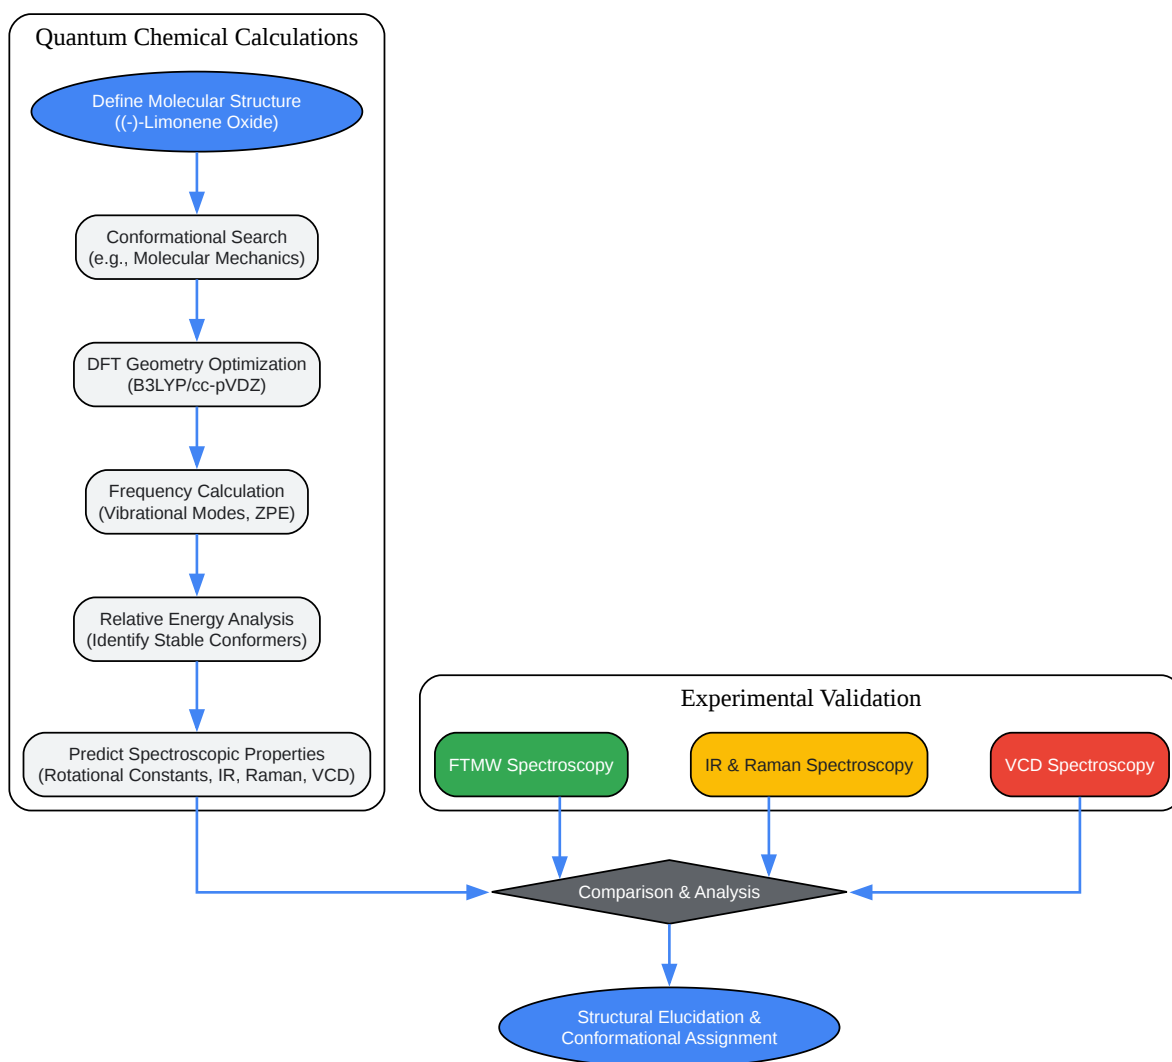 Quantum Chemical Calculations
Define Molecular Structure
((-)-Limonene Oxide)
Conformational Search
(e.g., Molecular Mechanics)
DFT Geometry Optimization
(B3LYP/cc-pVDZ)
Frequency Calculation
(Vibrational Modes, ZPE)
Relative Energy Analysis
(Identify Stable Conformers)
Predict Spectroscopic Properties
(Rotational Constants, IR, Raman, VCD)
Experimental Validation
FTMW Spectroscopy
IR & Raman Spectroscopy
VCD Spectroscopy
Comparison & Analysis
Structural Elucidation &
Conformational Assignment